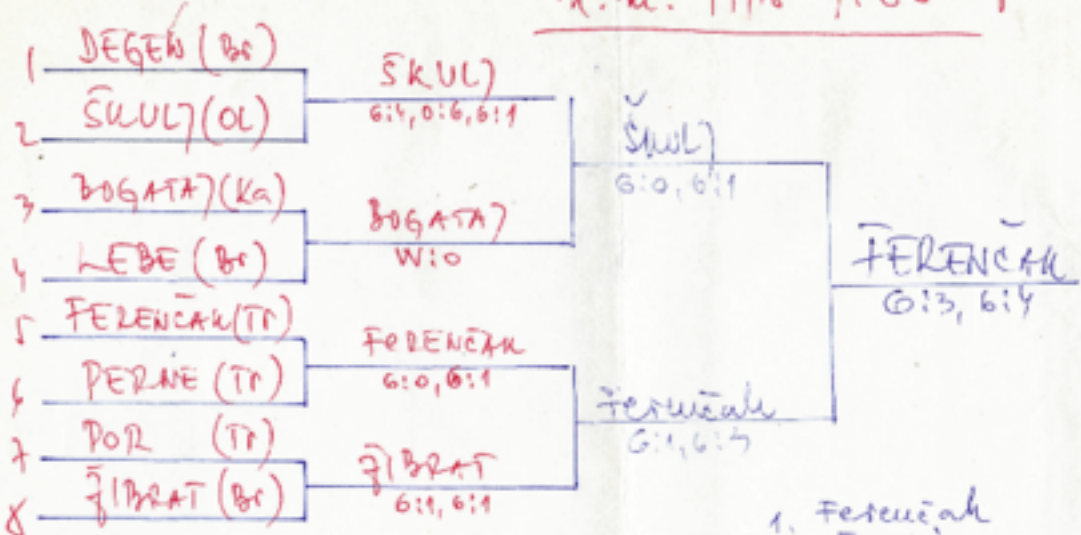 1 DEGEN (Br)
2 ŠKULJ (OL)
3 BOGATAJ (Ka)
4 LEBE (Br)
5 FERENČAK (Tr)
6 PERNE (Tr)
7 POR (Tr)
8 ŽIBRAT (Br)
ŠKULJ
6:4, 0:6, 6:1
BOGATAJ
W:0
FERENČAK
6:0, 6:1
ŽIBRAT
6:1, 6:1
ŠKULJ
6:0, 6:1
Ferenčak
6:1, 6:3
FERENČAK
6:3, 6:4
1. Ferenčak